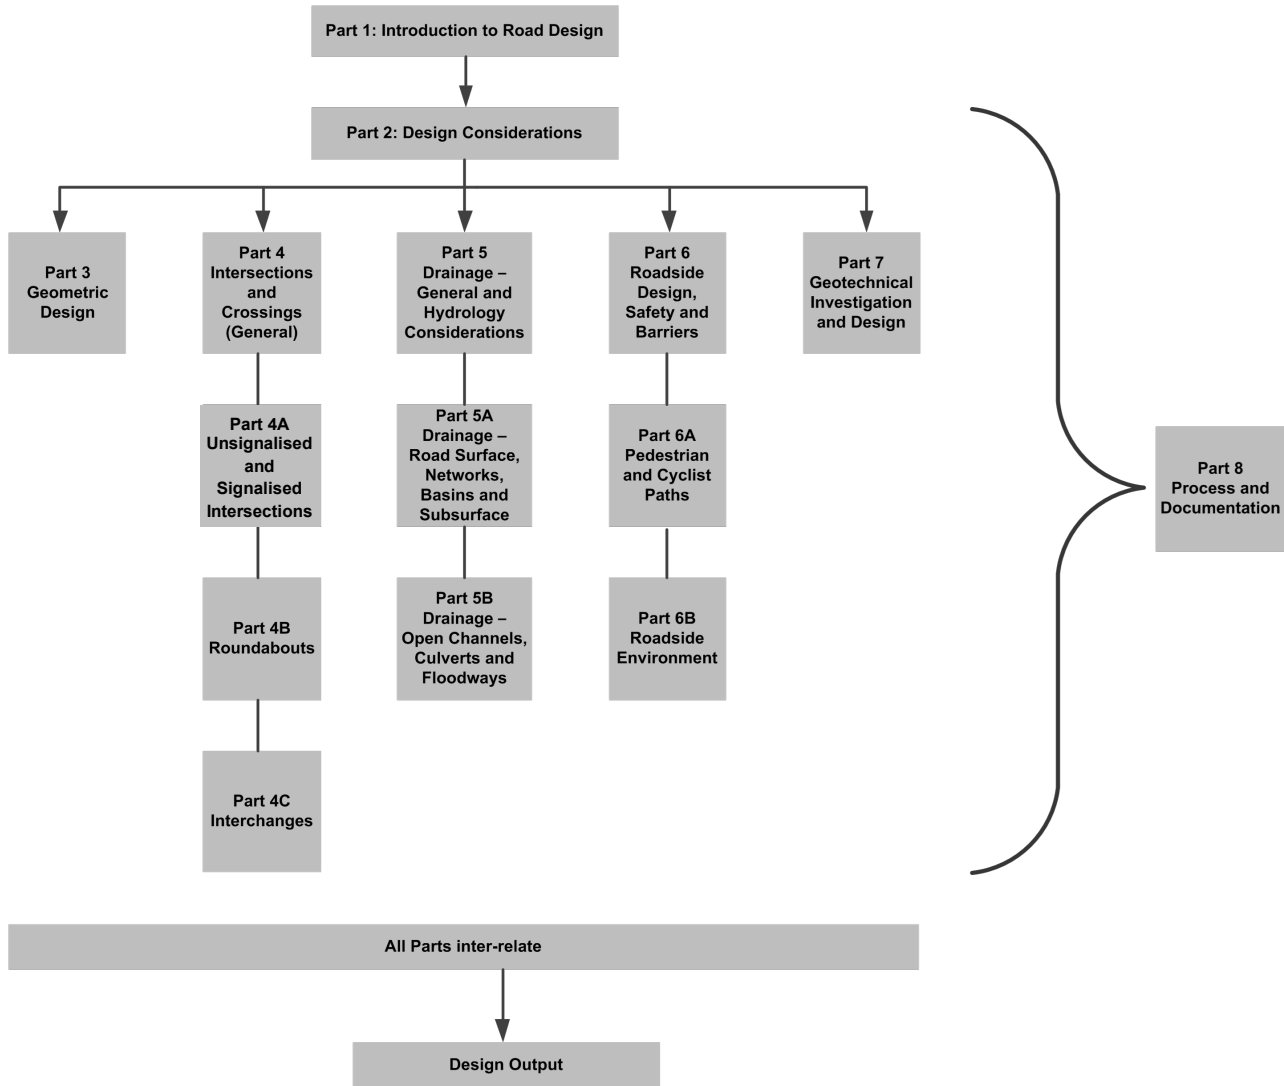 Part 1: Introduction to Road Design
Part 2: Design Considerations
Part 3
Geometric
Design
Part 4
Intersections
and
Crossings
(General)
Part 5
Drainage –
General and
Hydrology
Considerations
Part 6
Roadside
Design,
Safety and
Barriers
Part 7
Geotechnical
Investigation
and Design
Part 4A
Unsignalised
and
Signalised
Intersections
Part 5A
Drainage –
Road Surface,
Networks,
Basins and
Subsurface
Part 6A
Pedestrian
and Cyclist
Paths
Part 8
Process and
Documentation
Part 4B
Roundabouts
Part 5B
Drainage –
Open Channels,
Culverts and
Floodways
Part 6B
Roadside
Environment
Part 4C
Interchanges
All Parts inter-relate
Design Output